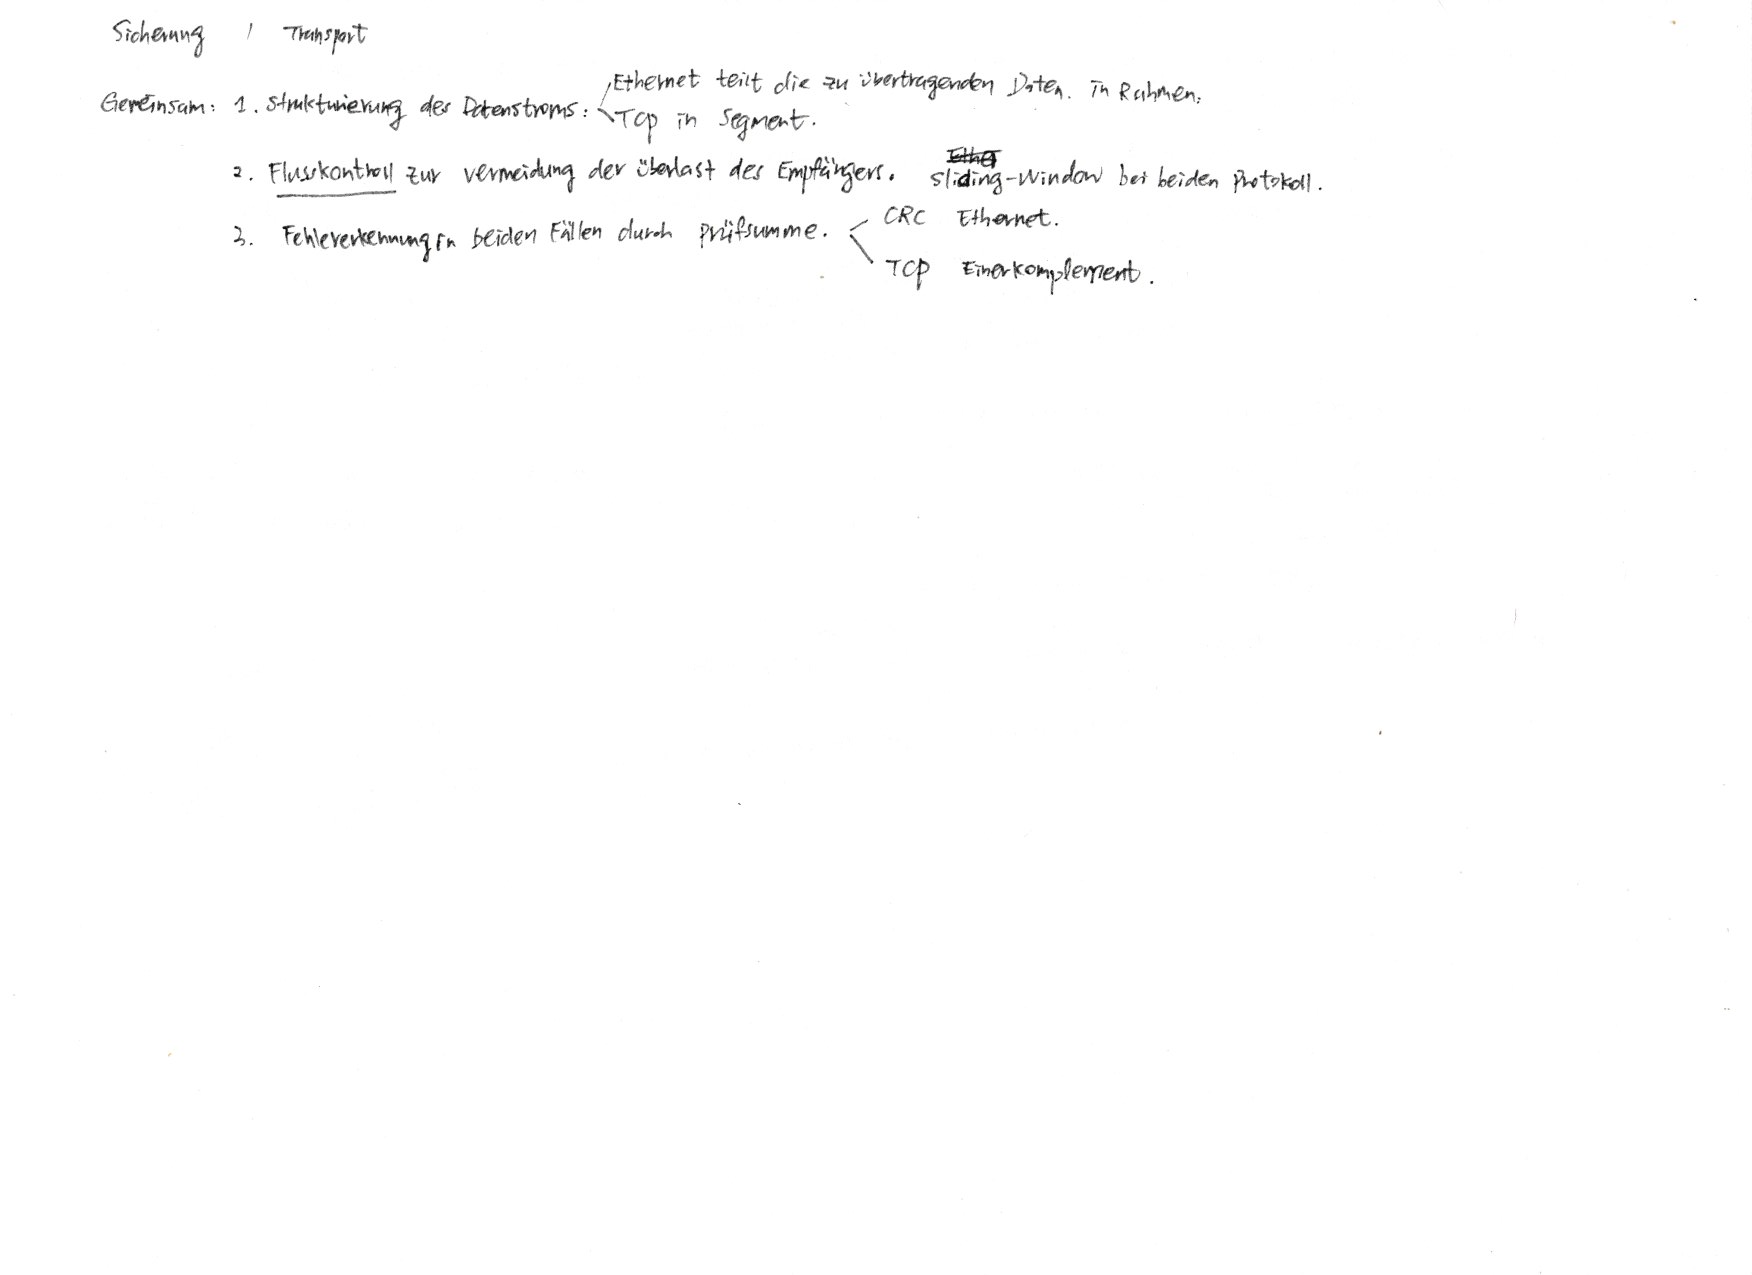 Sicherung / Transport
Ethernet teilt die zu übertragenden Daten. in Rahmen.
Gemeinsam: 1. Strukturierung des Datenstroms:
TCP in Segment.
2. Flusskontroll zur vermeidung der überlast des Empfängers. sliding-Window bei beiden Protokoll.
3. Fehlererkennung in beiden Fällen durch Prüfsumme.
CRC Ethernet.
TCP Einerkomplement.